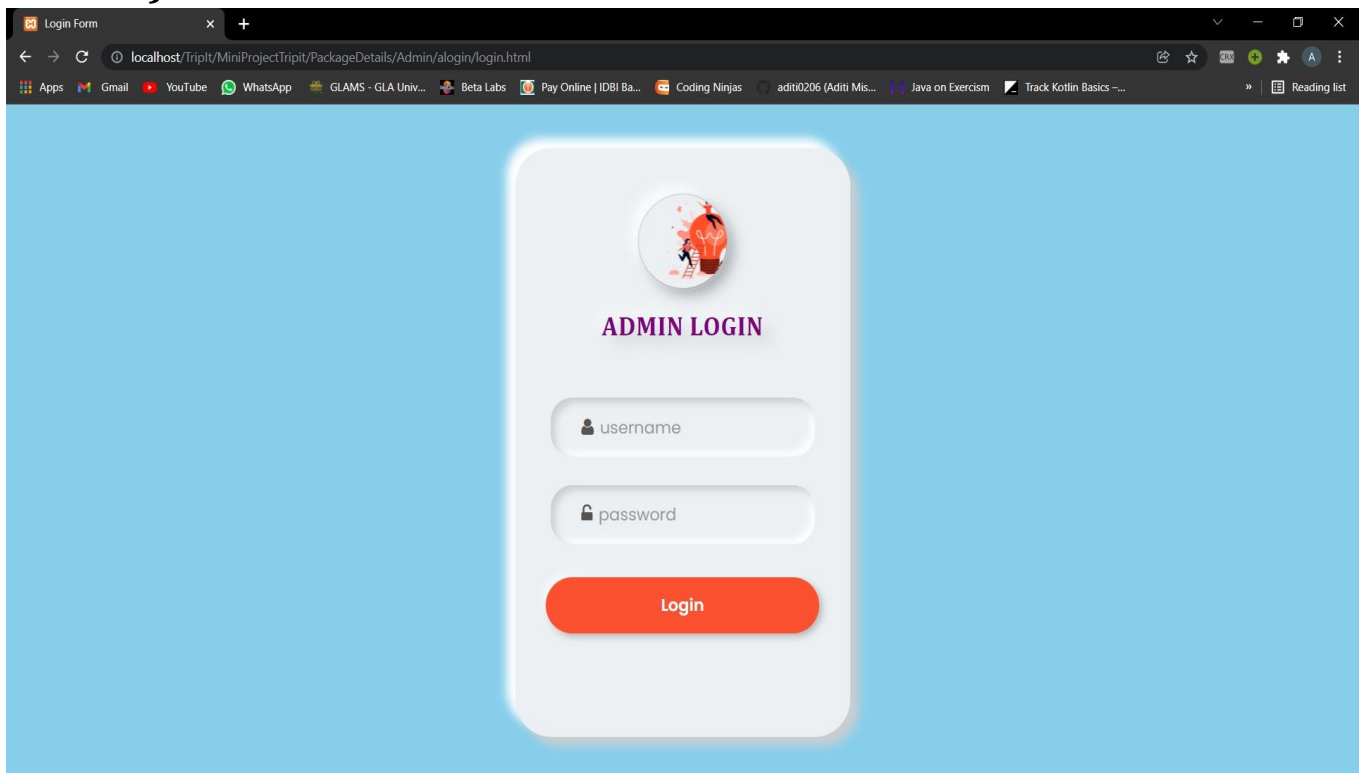 Login Form
localhost/TripIt/MiniProjectTripit/PackageDetails/Admin/alogin/login.html
CRX
A
Apps Gmail YouTube WhatsApp GLAMS - GLA Univ... Beta Labs Pay Online | IDBI Ba... Coding Ninjas aditi0206 (Aditi Mis... Java on Exercism Track Kotlin Basics –... » Reading list
ADMIN LOGIN
username
password
Login